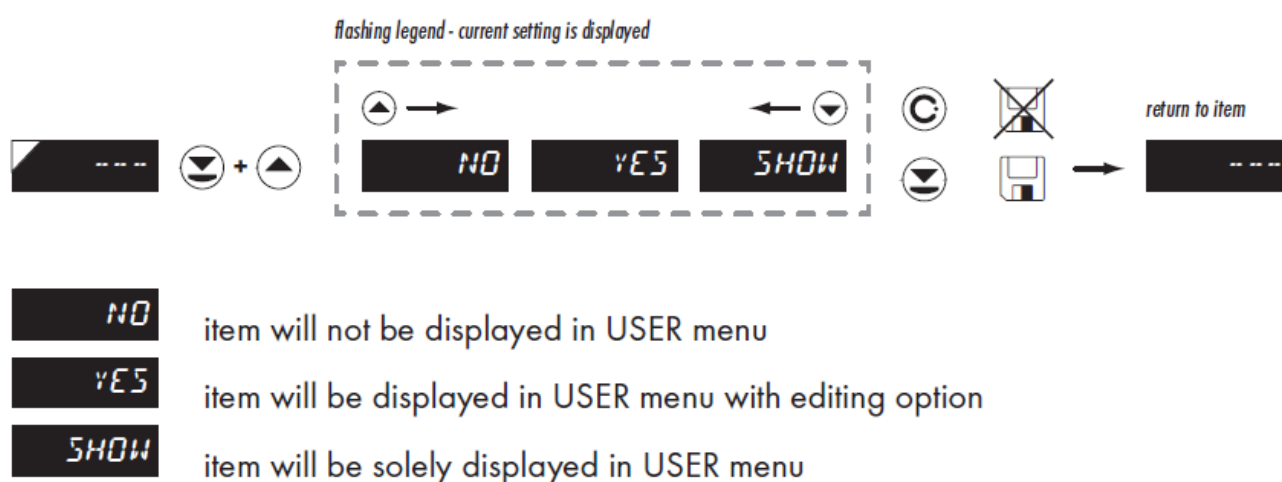 flashing legend - current setting is displayed
return to item
--- + NO YES SHOW C ---
NO item will not be displayed in USER menu
YES item will be displayed in USER menu with editing option
SHOW item will be solely displayed in USER menu